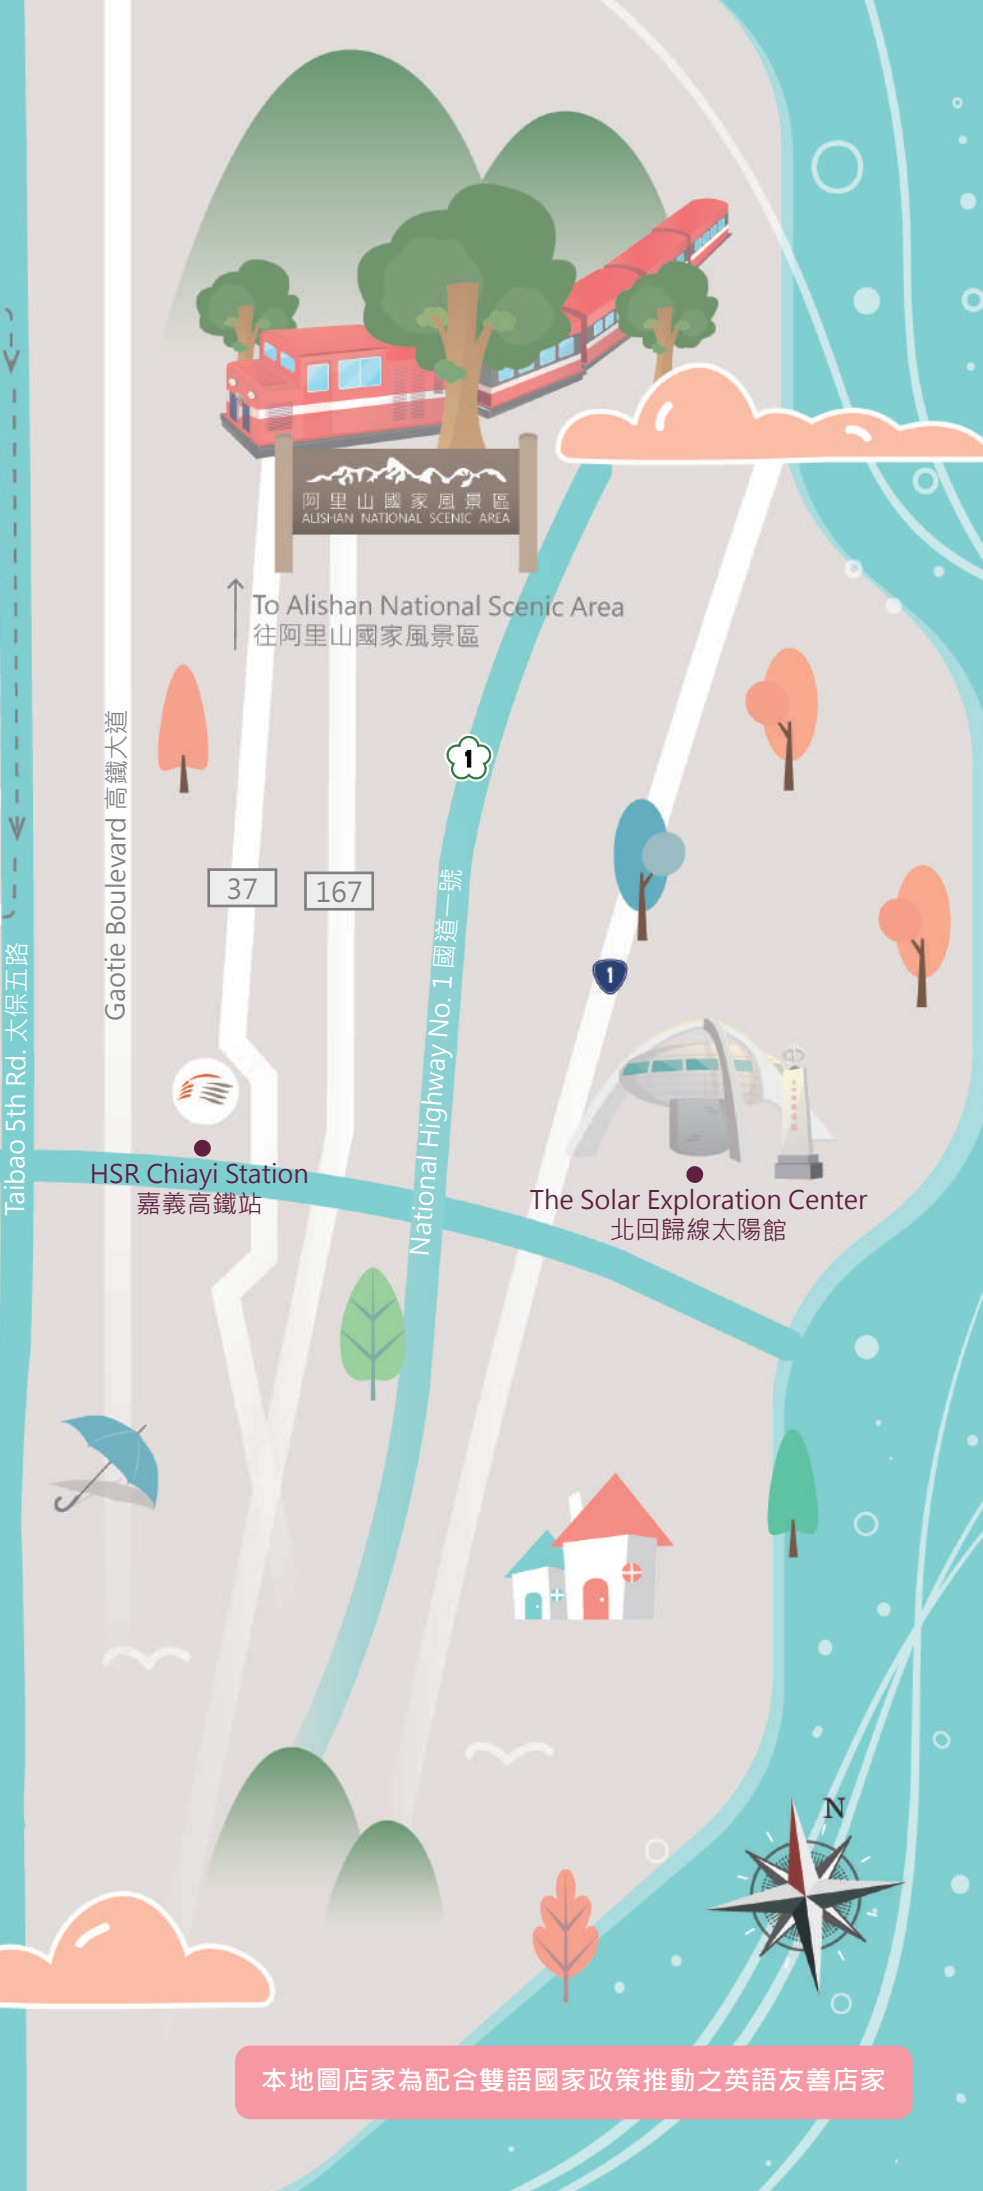 阿里山國家風景區
ALISHAN NATIONAL SCENIC AREA
To Alishan National Scenic Area
往阿里山國家風景區
Gaotie Boulevard 高鐵大道
1
37
167
National Highway No. 1 國道一號
Taibao 5th Rd. 太保五路
1
HSR Chiayi Station
嘉義高鐵站
The Solar Exploration Center
北回歸線太陽館
N
本地圖店家為配合雙語國家政策推動之英語友善店家